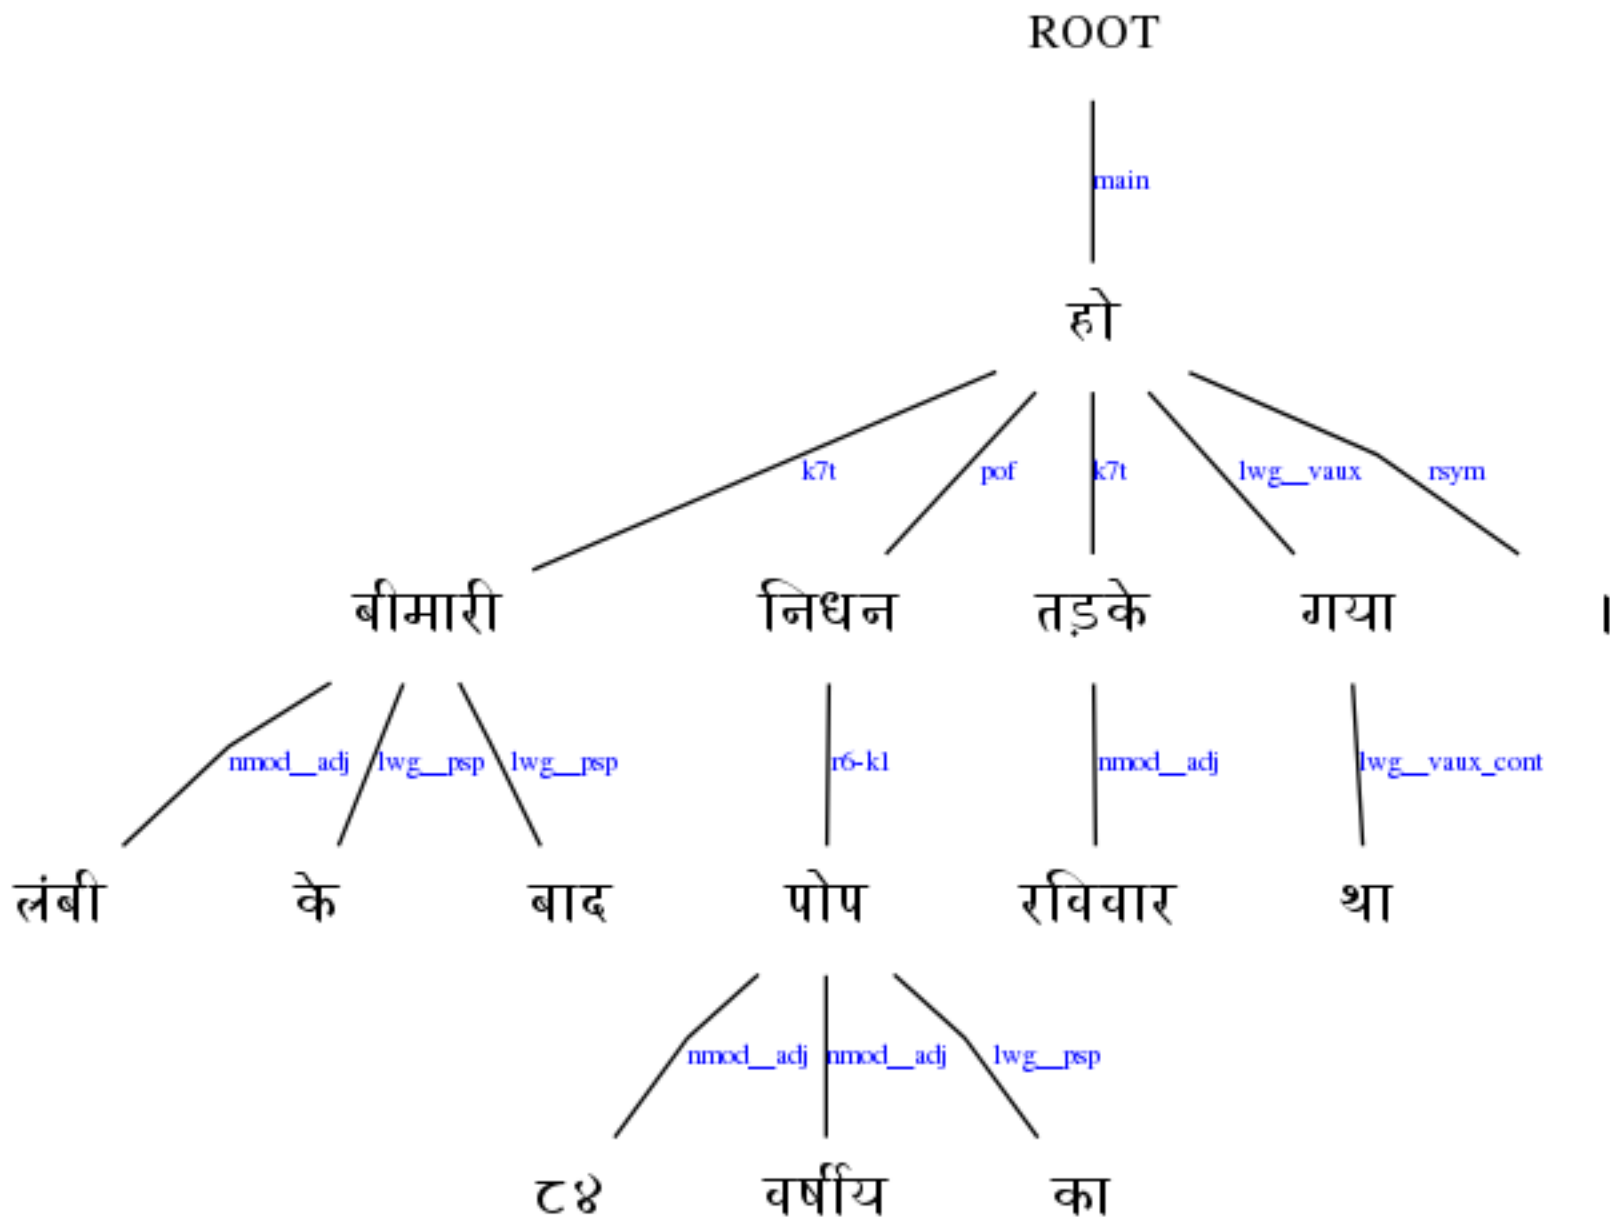 ROOT
main
हो
k7t pof k7t lwg__vaux rsym
बीमारी निधन तड़के गया ।
nmod__adj lwg__psp lwg__psp r6-k1 nmod__adj lwg__vaux_cont
लंबी के बाद पोप रविवार था
nmod__adj nmod__adj lwg__psp
८४ वर्षीय का